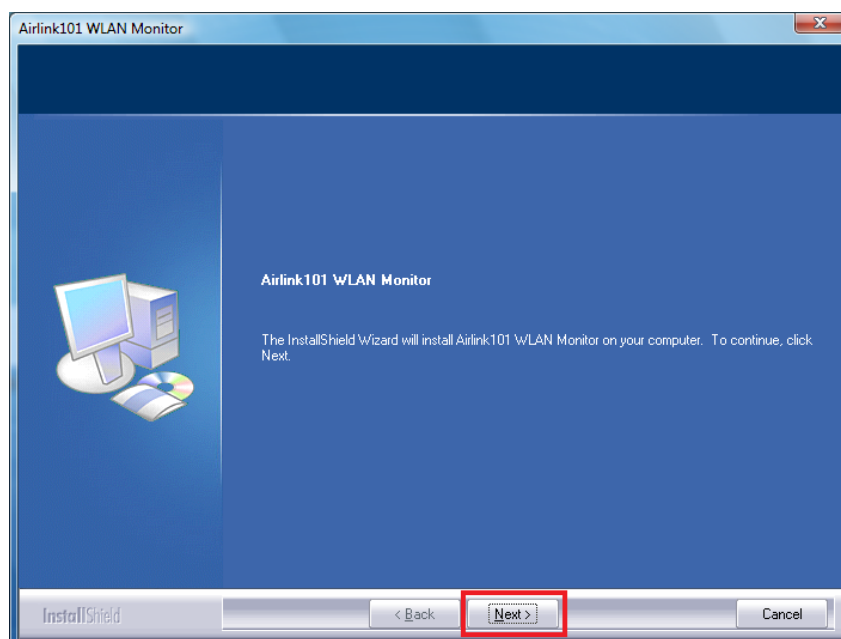 Airlink101 WLAN Monitor
Airlink101 WLAN Monitor
The InstallShield Wizard will install Airlink101 WLAN Monitor on your computer. To continue, click
Next.
InstallShield
< Back
Next >
Cancel